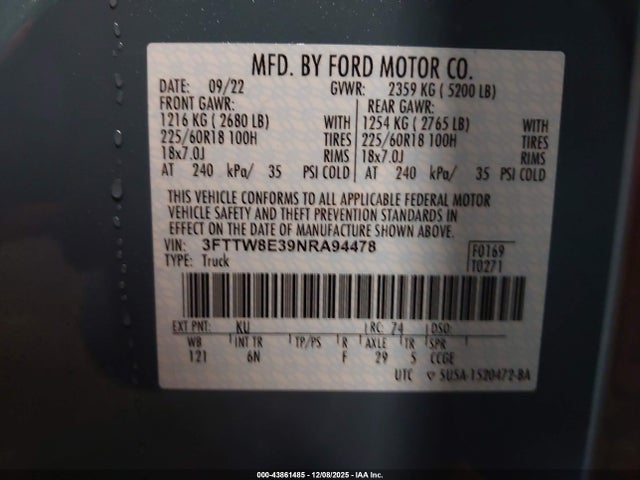 MFD. BY FORD MOTOR CO.
DATE: 09/22 GVWR: 2359 KG ( 5200 LB)
FRONT GAWR: REAR GAWR:
1216 KG ( 2680 LB) WITH 1254 KG ( 2765 LB) WITH
225/60R18 100H TIRES 225/60R18 100H TIRES
18x7.0J RIMS 18x7.0J RIMS
AT 240 kPa/ 35 PSI COLD AT 240 kPa/ 35 PSI COLD
THIS VEHICLE CONFORMS TO ALL APPLICABLE FEDERAL MOTOR
VEHICLE SAFETY AND THEFT PREVENTION STANDARDS IN
EFFECT ON THE DATE OF MANUFACTURE SHOWN ABOVE.
VIN: 3FTTW8E39NRA94478 F0169
TYPE: Truck T0271
EXT PNT: KU RC: 74 DSO:
WB INT TR TP/PS R AXLE TR SPR
121 6N F 29 5 CCGE
UTC 5U5A-1520472-BA
000-43861485 - 12/08/2025 - IAA Inc.